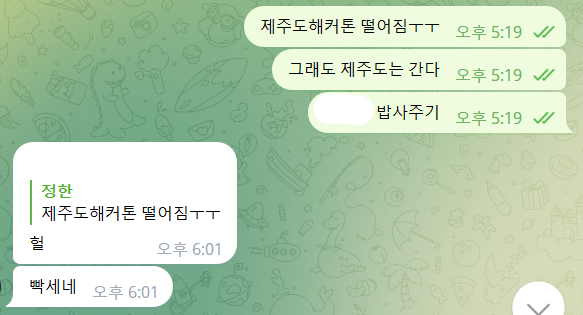 제주도해커톤 떨어짐ㅜㅜ 오후 5:19
그래도 제주도는 간다 오후 5:19
밥사주기 오후 5:19
정한
제주도해커톤 떨어짐ㅜㅜ
헐 오후 6:01
빡세네 오후 6:01